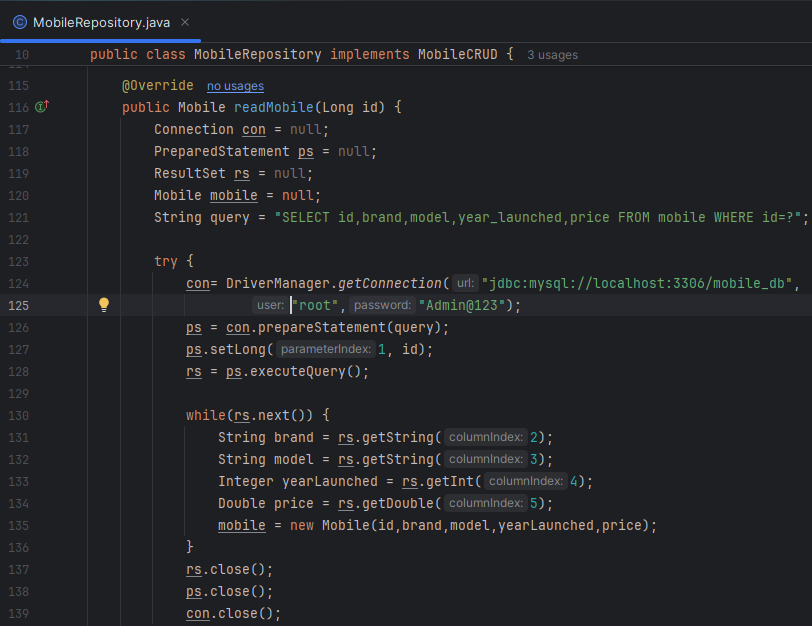 MobileRepository.java
10 public class MobileRepository implements MobileCRUD { 3 usages
115 @Override no usages
116 public Mobile readMobile(Long id) {
117 Connection con = null;
118 PreparedStatement ps = null;
119 ResultSet rs = null;
120 Mobile mobile = null;
121 String query = "SELECT id,brand,model,year_launched,price FROM mobile WHERE id=?";
122
123 try {
124 con= DriverManager.getConnection( url: "jdbc:mysql://localhost:3306/mobile_db",
125 user: "root", password: "Admin@123");
126 ps = con.prepareStatement(query);
127 ps.setLong( parameterIndex: 1, id);
128 rs = ps.executeQuery();
129
130 while(rs.next()) {
131 String brand = rs.getString( columnIndex: 2);
132 String model = rs.getString( columnIndex: 3);
133 Integer yearLaunched = rs.getInt( columnIndex: 4);
134 Double price = rs.getDouble( columnIndex: 5);
135 mobile = new Mobile(id,brand,model,yearLaunched,price);
136 }
137 rs.close();
138 ps.close();
139 con.close();